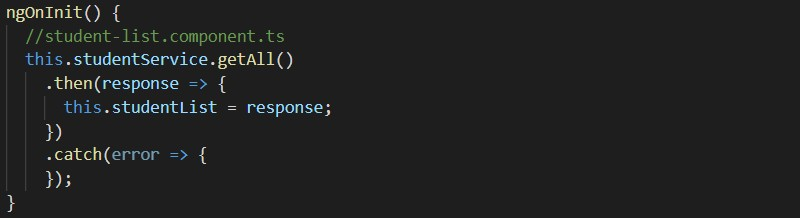 ngOnInit() {
//student-list.component.ts
this.studentService.getAll()
.then(response => {
this.studentList = response;
})
.catch(error => {
});
}